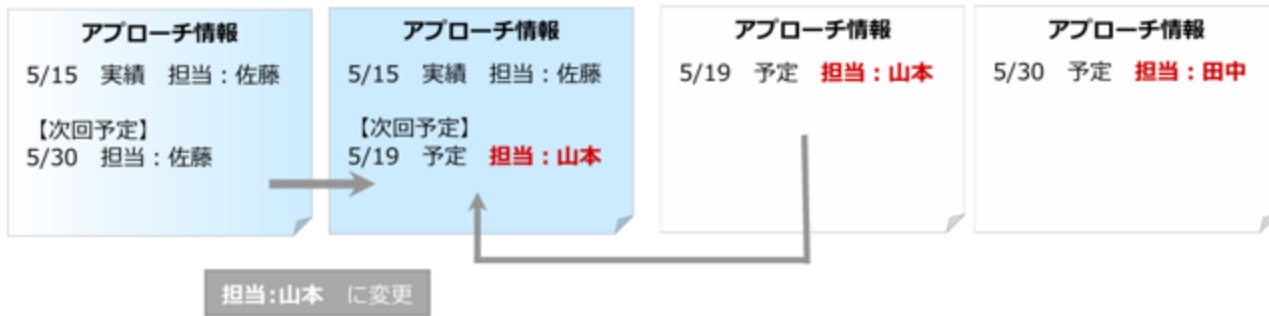 アプローチ情報
5/15　実績　担当：佐藤
【次回予定】
5/30　担当：佐藤
アプローチ情報
5/15　実績　担当：佐藤
【次回予定】
5/19　予定　担当：山本
アプローチ情報
5/19　予定　担当：山本
アプローチ情報
5/30　予定　担当：田中
担当:山本　に変更